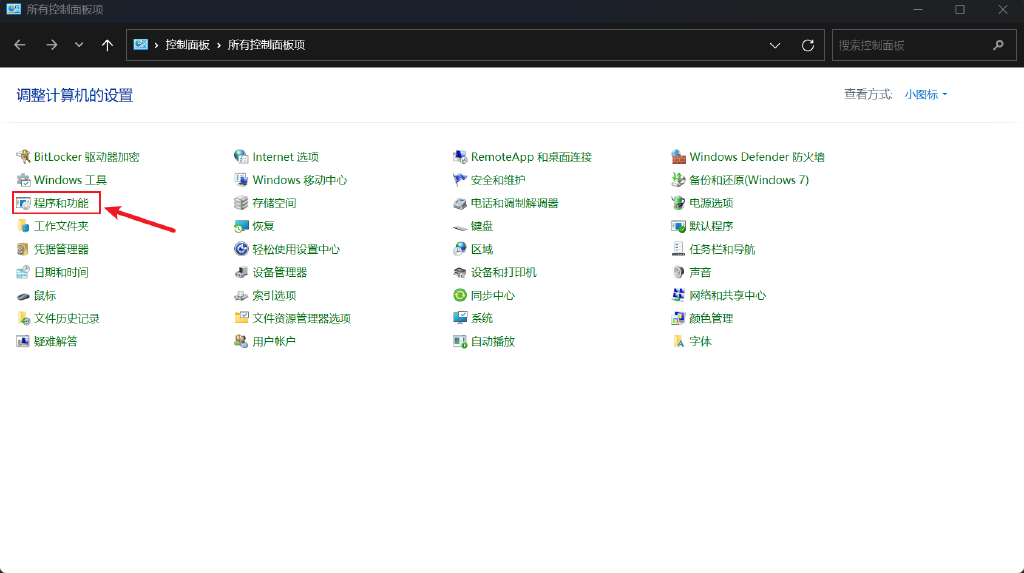 所有控制面板项
控制面板 › 所有控制面板项
搜索控制面板
调整计算机的设置
查看方式: 小图标
BitLocker 驱动器加密
Internet 选项
RemoteApp 和桌面连接
Windows Defender 防火墙
Windows 工具
Windows 移动中心
安全和维护
备份和还原(Windows 7)
程序和功能
存储空间
电话和调制解调器
电源选项
工作文件夹
恢复
键盘
默认程序
凭据管理器
轻松使用设置中心
区域
任务栏和导航
日期和时间
设备管理器
设备和打印机
声音
鼠标
索引选项
同步中心
网络和共享中心
文件历史记录
文件资源管理器选项
系统
颜色管理
疑难解答
用户帐户
自动播放
字体